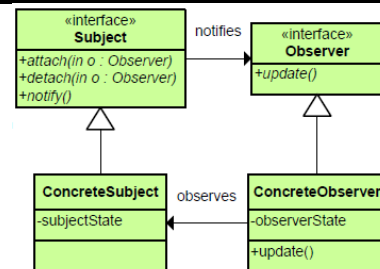 «interface»
Subject
+attach(in o : Observer)
+detach(in o : Observer)
+notify()
notifies
«interface»
Observer
+update()
ConcreteSubject
-subjectState
observes
ConcreteObserver
-observerState
+update()